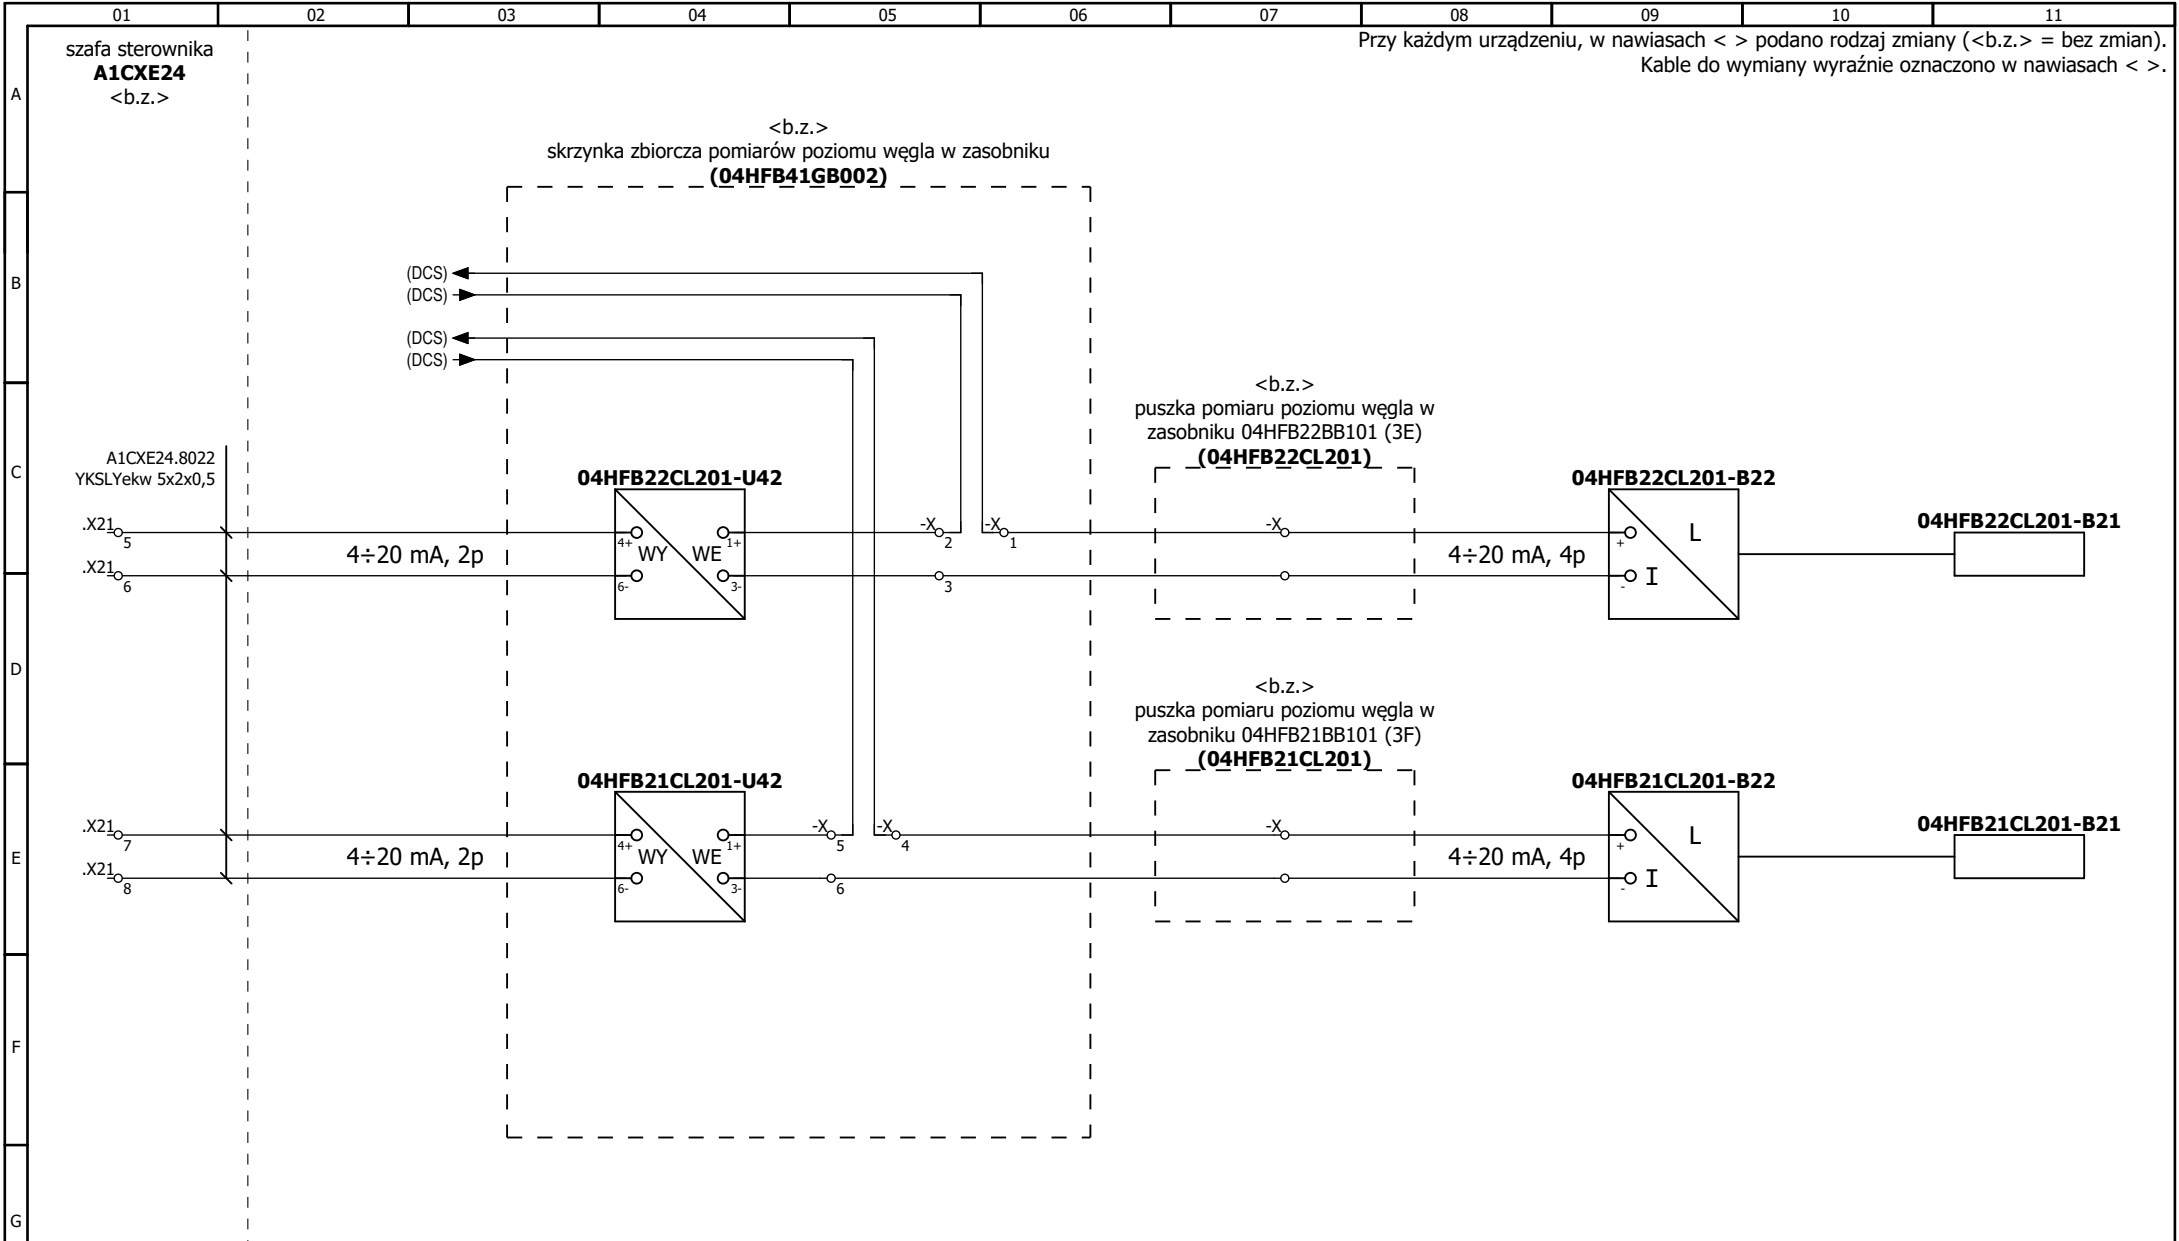 01 02 03 04 05 06 07 08 09 10 11
szafa sterownika
A1CXE24
<b.z.>
Przy każdym urządzeniu, w nawiasach < > podano rodzaj zmiany (<b.z.> = bez zmian).
Kable do wymiany wyraźnie oznaczono w nawiasach < >.
A
<b.z.>
skrzynka zbiorcza pomiarów poziomu węgla w zasobniku
(04HFB41GB002)
B
(DCS)
(DCS)
(DCS)
(DCS)
<b.z.>
puszka pomiaru poziomu węgla w
zasobniku 04HFB22BB101 (3E)
(04HFB22CL201)
C
A1CXE24.8022
YKSLYekw 5x2x0,5
04HFB22CL201-U42
04HFB22CL201-B22
04HFB22CL201-B21
.X21
5
4+
WY
WE
1+
-X
2
-X
1
-X
+
L
4÷20 mA, 2p
4÷20 mA, 4p
.X21
6
6-
3-
3
-
I
D
<b.z.>
puszka pomiaru poziomu węgla w
zasobniku 04HFB21BB101 (3F)
(04HFB21CL201)
04HFB21CL201-U42
04HFB21CL201-B22
04HFB21CL201-B21
.X21
7
4+
WY
WE
1+
-X
5
-X
4
-X
+
L
E
4÷20 mA, 2p
4÷20 mA, 4p
.X21
8
6-
3-
6
-
I
F
G